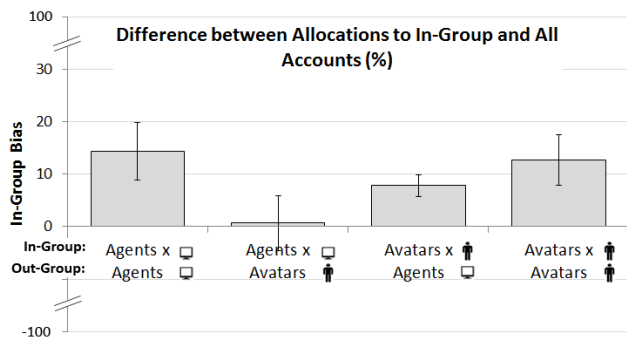 Difference between Allocations to In-Group and All
Accounts (%)
In-Group Bias
100
30
20
10
0
-100
In-Group: Agents x Agents x Avatars x Avatars x
Out-Group: Agents Avatars Agents Avatars